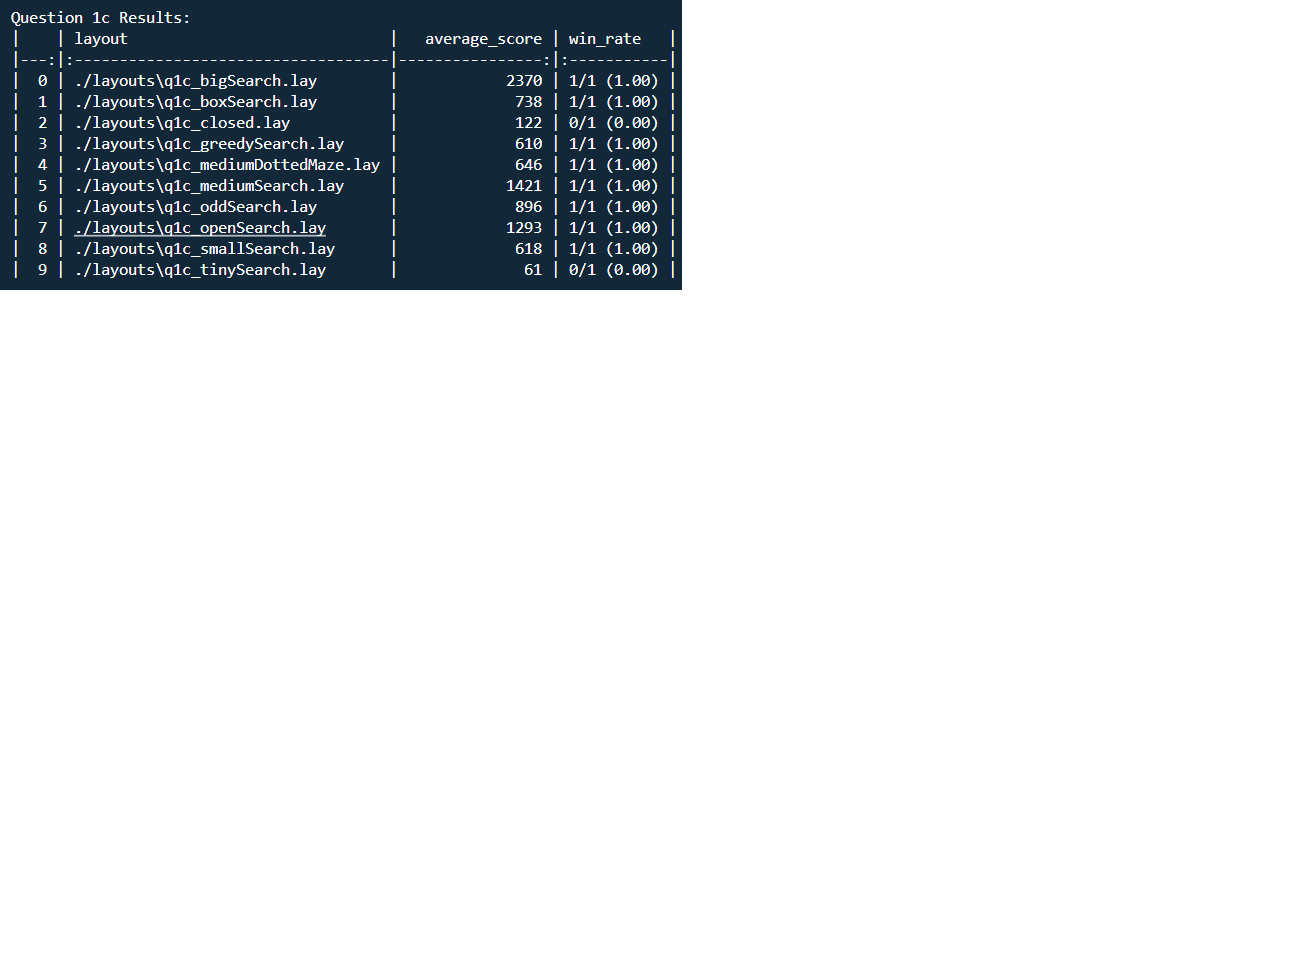 Question 1c Results:
|    | layout                            |   average_score | win_rate   |
|---:|:----------------------------------|----------------:|:-----------|
|  0 | ./layouts\q1c_bigSearch.lay        |            2370 | 1/1 (1.00) |
|  1 | ./layouts\q1c_boxSearch.lay        |             738 | 1/1 (1.00) |
|  2 | ./layouts\q1c_closed.lay           |             122 | 0/1 (0.00) |
|  3 | ./layouts\q1c_greedySearch.lay     |             610 | 1/1 (1.00) |
|  4 | ./layouts\q1c_mediumDottedMaze.lay |             646 | 1/1 (1.00) |
|  5 | ./layouts\q1c_mediumSearch.lay     |            1421 | 1/1 (1.00) |
|  6 | ./layouts\q1c_oddSearch.lay        |             896 | 1/1 (1.00) |
|  7 | ./layouts\q1c_openSearch.lay       |            1293 | 1/1 (1.00) |
|  8 | ./layouts\q1c_smallSearch.lay      |             618 | 1/1 (1.00) |
|  9 | ./layouts\q1c_tinySearch.lay       |              61 | 0/1 (0.00) |